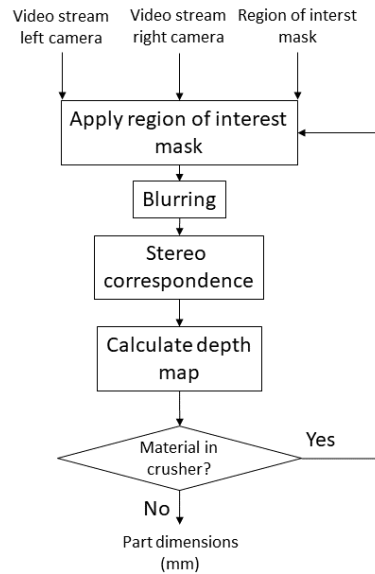 Video stream
left camera
Video stream
right camera
Region of interst
mask
Apply region of interest
mask
Blurring
Stereo
correspondence
Calculate depth
map
Material in
crusher?
Yes
No
Part dimensions
(mm)